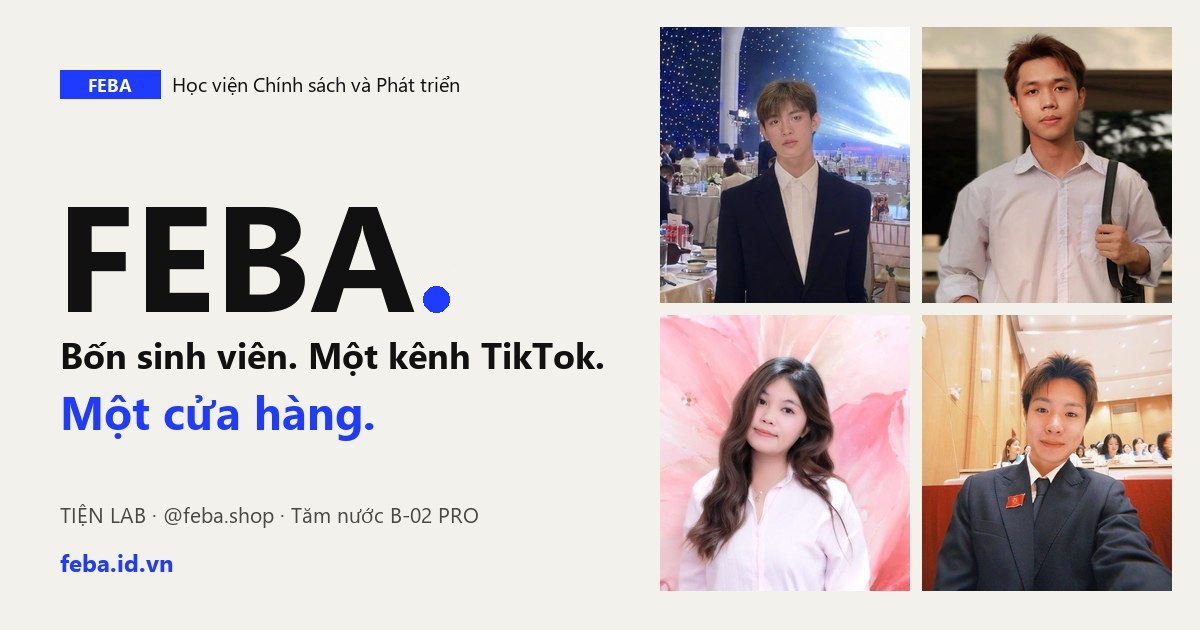 FEBA
Học viện Chính sách và Phát triển
FEBA.
Bốn sinh viên. Một kênh TikTok.
Một cửa hàng.
TIỆN LAB · @feba.shop · Tăm nước B-02 PRO
feba.id.vn